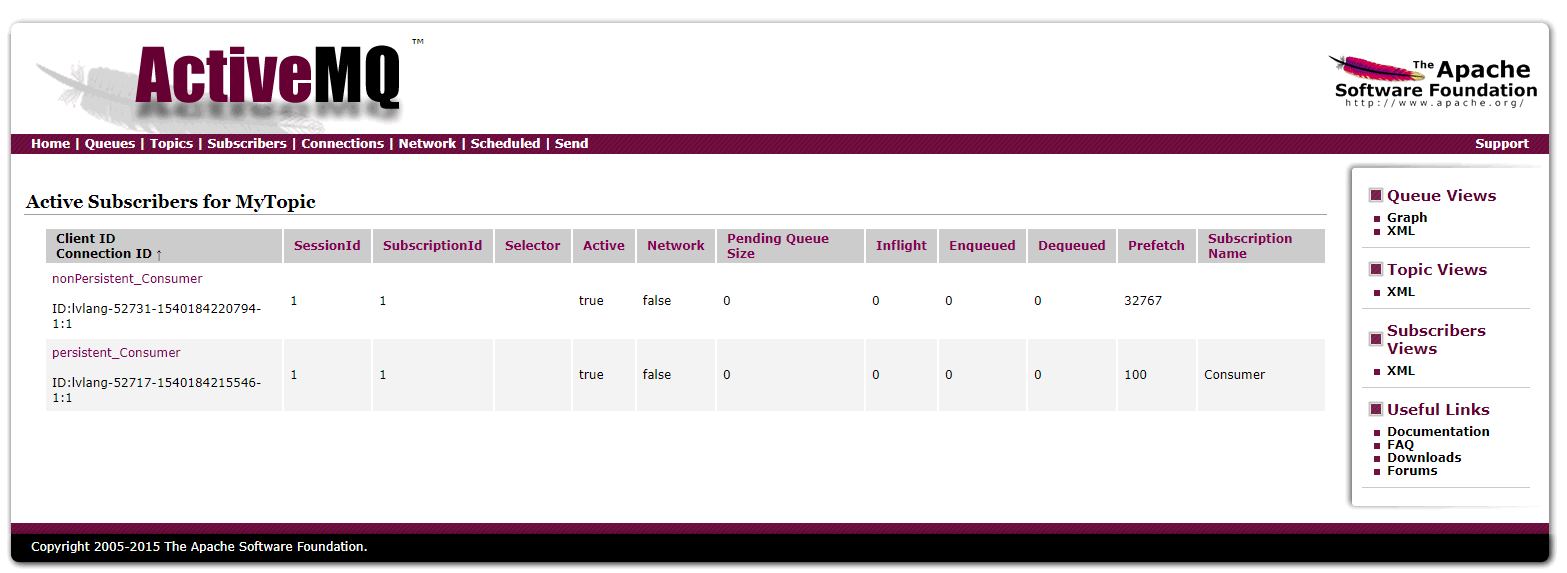 ActiveMQ ™
The Apache
Software Foundation
http://www.apache.org/
Home | Queues | Topics | Subscribers | Connections | Network | Scheduled | Send
Support
Active Subscribers for MyTopic
Client ID
Connection ID ↑
SessionId
SubscriptionId
Selector
Active
Network
Pending Queue
Size
Inflight
Enqueued
Dequeued
Prefetch
Subscription
Name
nonPersistent_Consumer
ID:lvlang-52731-1540184220794-
1:1
1
1
true
false
0
0
0
0
32767
persistent_Consumer
ID:lvlang-52717-1540184215546-
1:1
1
1
true
false
0
0
0
0
100
Consumer
Queue Views
Graph
XML
Topic Views
XML
Subscribers
Views
XML
Useful Links
Documentation
FAQ
Downloads
Forums
Copyright 2005-2015 The Apache Software Foundation.